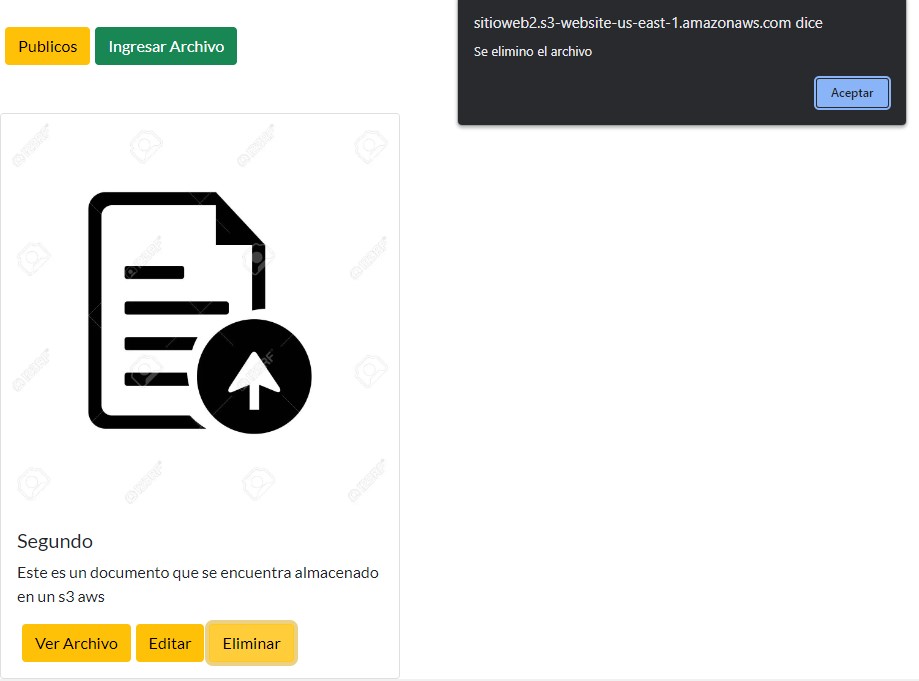 Publicos
Ingresar Archivo
sitioweb2.s3-website-us-east-1.amazonaws.com dice
Se elimino el archivo
Aceptar
Segundo
Este es un documento que se encuentra almacenado
en un s3 aws
Ver Archivo
Editar
Eliminar